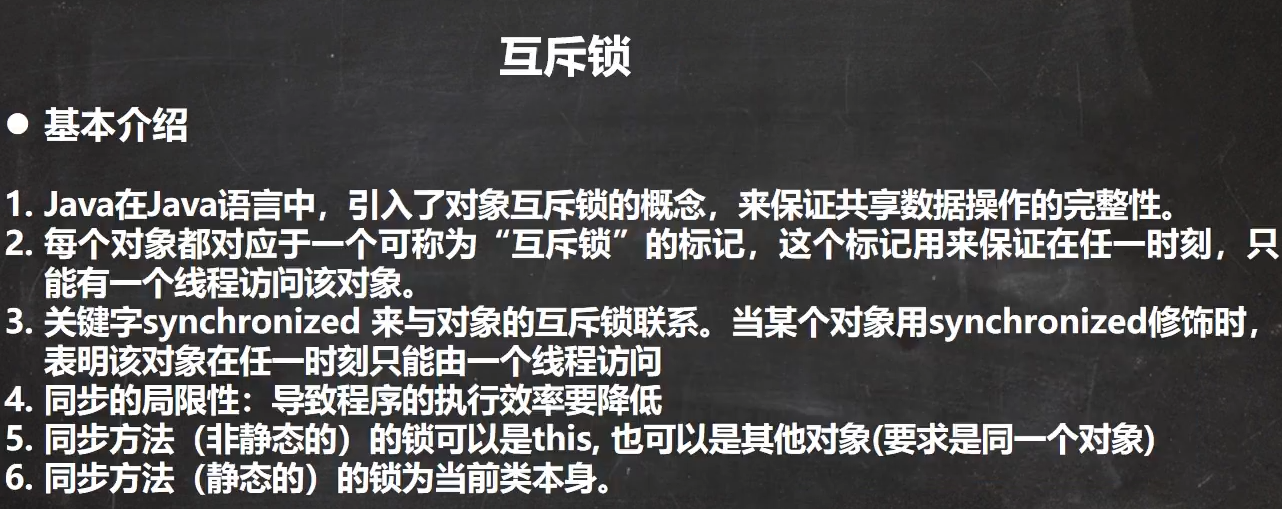 互斥锁
● 基本介绍
1. Java在Java语言中，引入了对象互斥锁的概念，来保证共享数据操作的完整性。
2. 每个对象都对应于一个可称为“互斥锁”的标记，这个标记用来保证在任一时刻，只
能有一个线程访问该对象。
3. 关键字synchronized 来与对象的互斥锁联系。当某个对象用synchronized修饰时，
表明该对象在任一时刻只能由一个线程访问
4. 同步的局限性：导致程序的执行效率要降低
5. 同步方法（非静态的）的锁可以是this, 也可以是其他对象(要求是同一个对象)
6. 同步方法（静态的）的锁为当前类本身。